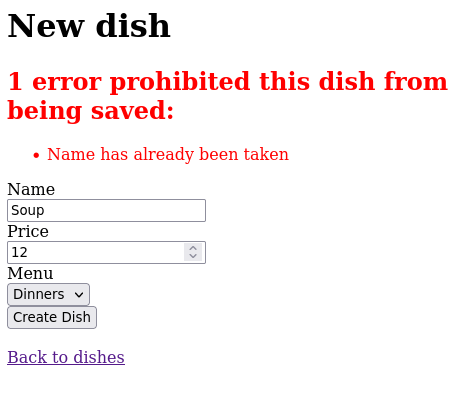 New dish
1 error prohibited this dish from
being saved:
• Name has already been taken
Name
Soup
Price
12
Menu
Dinners
Create Dish
Back to dishes